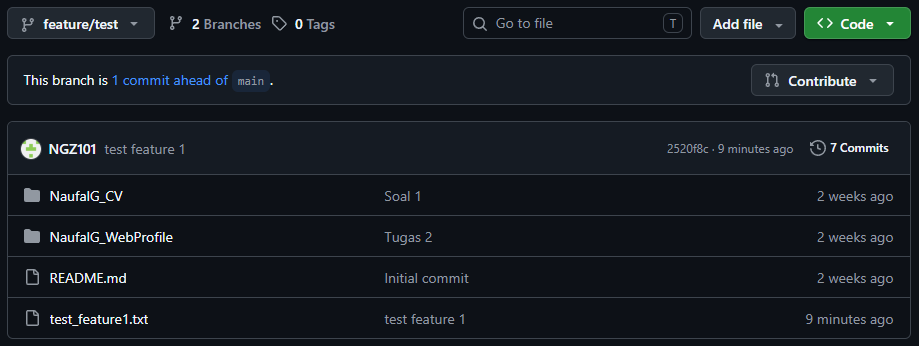 feature/test 2 Branches 0 Tags Go to file T Add file Code
This branch is 1 commit ahead of main.
Contribute
NGZ101 test feature 1 2520f8c · 9 minutes ago 7 Commits
NaufalG_CV Soal 1 2 weeks ago
NaufalG_WebProfile Tugas 2 2 weeks ago
README.md Initial commit 2 weeks ago
test_feature1.txt test feature 1 9 minutes ago